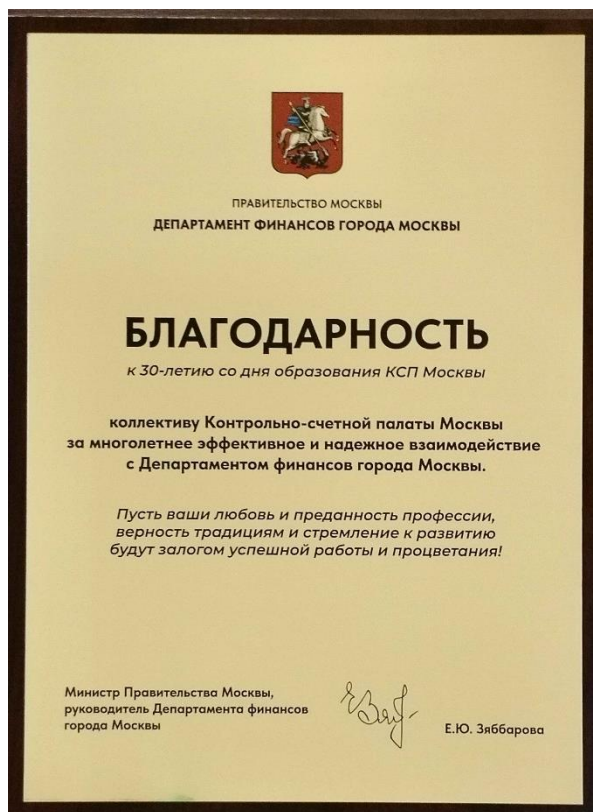 ПРАВИТЕЛЬСТВО МОСКВЫ
ДЕПАРТАМЕНТ ФИНАНСОВ ГОРОДА МОСКВЫ
БЛАГОДАРНОСТЬ
к 30-летию со дня образования КСП Москвы
коллективу Контрольно-счетной палаты Москвы
за многолетнее эффективное и надежное взаимодействие
с Департаментом финансов города Москвы.
Пусть ваши любовь и преданность профессии,
верность традициям и стремление к развитию
будут залогом успешной работы и процветания!
Министр Правительства Москвы,
руководитель Департамента финансов
города Москвы
Е.Ю. Зяббарова